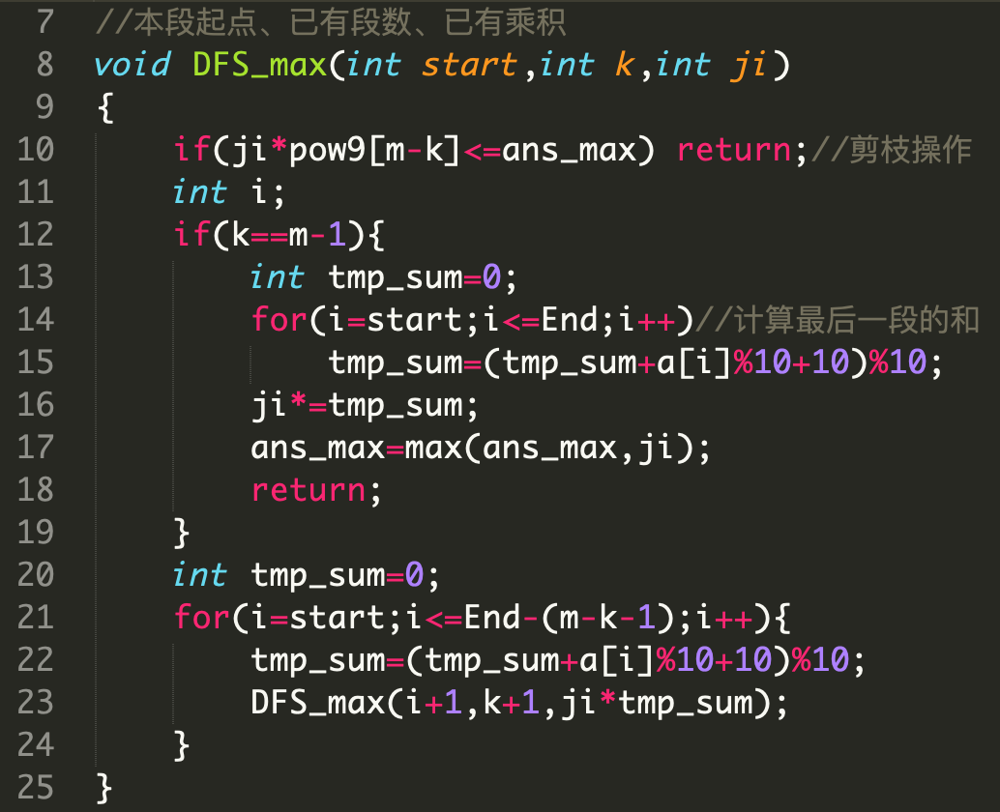 7 //本段起点、已有段数、已有乘积
8 void DFS_max(int start,int k,int ji)
9 {
10     if(ji*pow9[m-k]<=ans_max) return;//剪枝操作
11     int i;
12     if(k==m-1){
13         int tmp_sum=0;
14         for(i=start;i<=End;i++)//计算最后一段的和
15             tmp_sum=(tmp_sum+a[i]%10+10)%10;
16         ji*=tmp_sum;
17         ans_max=max(ans_max,ji);
18         return;
19     }
20     int tmp_sum=0;
21     for(i=start;i<=End-(m-k-1);i++){
22         tmp_sum=(tmp_sum+a[i]%10+10)%10;
23         DFS_max(i+1,k+1,ji*tmp_sum);
24     }
25 }